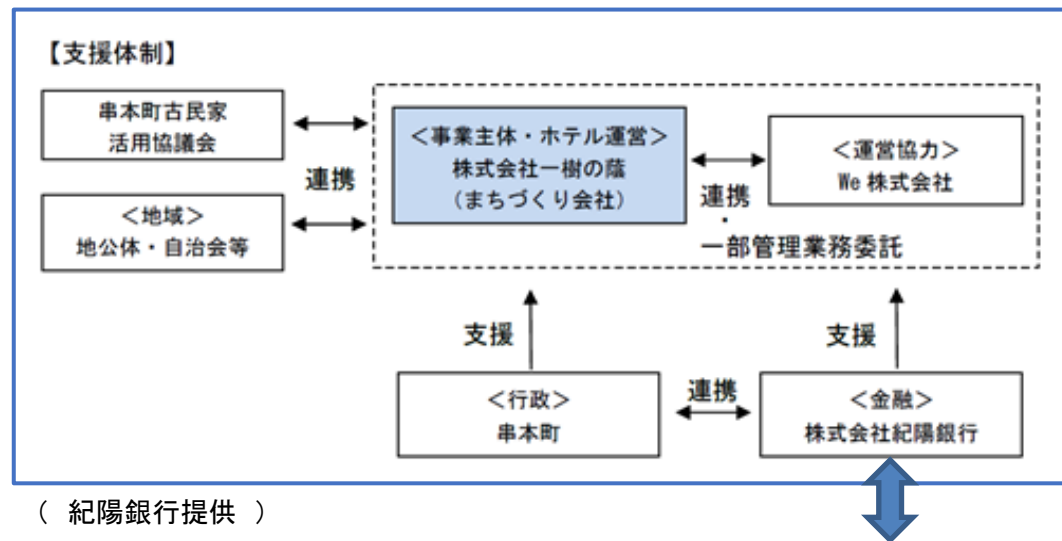 【支援体制】
串本町古民家
活用協議会
連携
＜地域＞
地公体・自治会等
＜事業主体・ホテル運営＞
株式会社一樹の蔭
（まちづくり会社）
連携
・
一部管理業務委託
＜運営協力＞
We 株式会社
支援
支援
＜行政＞
串本町
連携
＜金融＞
株式会社紀陽銀行
（ 紀陽銀行提供 ）